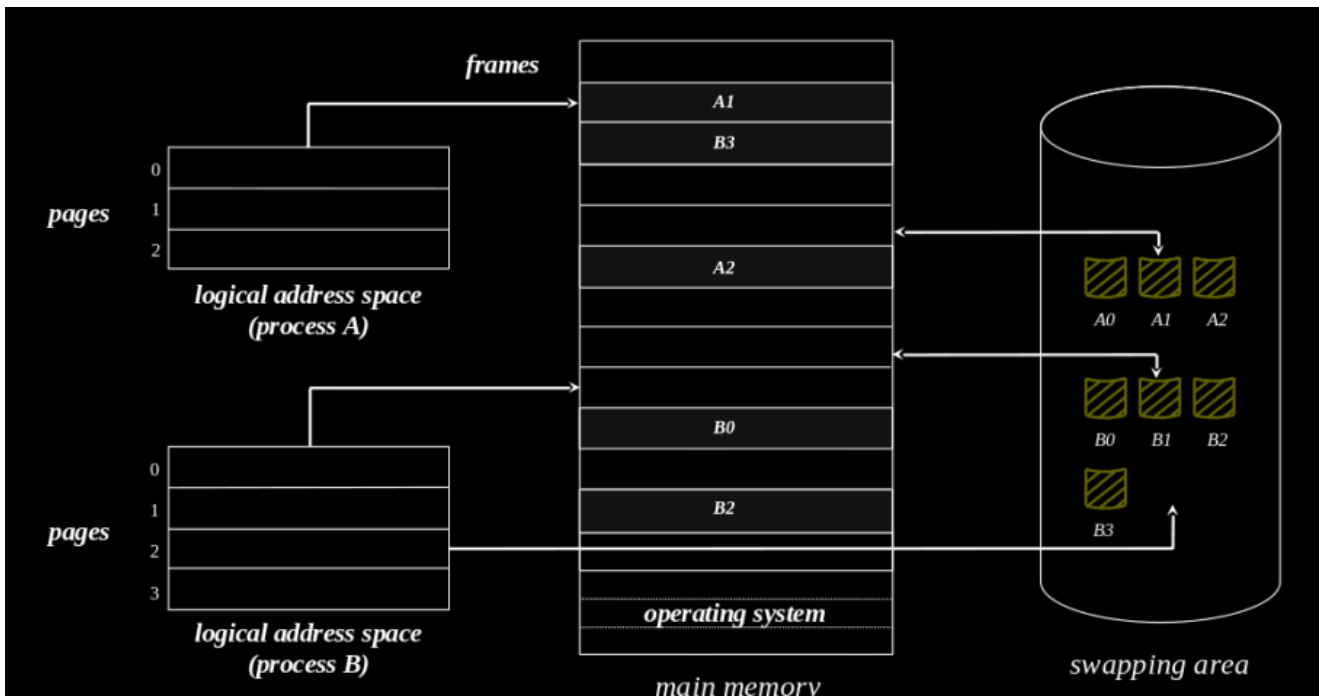 frames
A1
B3
0
1
2
pages
logical address space
(process A)
A2
A0 A1 A2
B0
B0 B1 B2
B2
B3
0
1
2
3
pages
logical address space
(process B)
operating system
main memory
swapping area